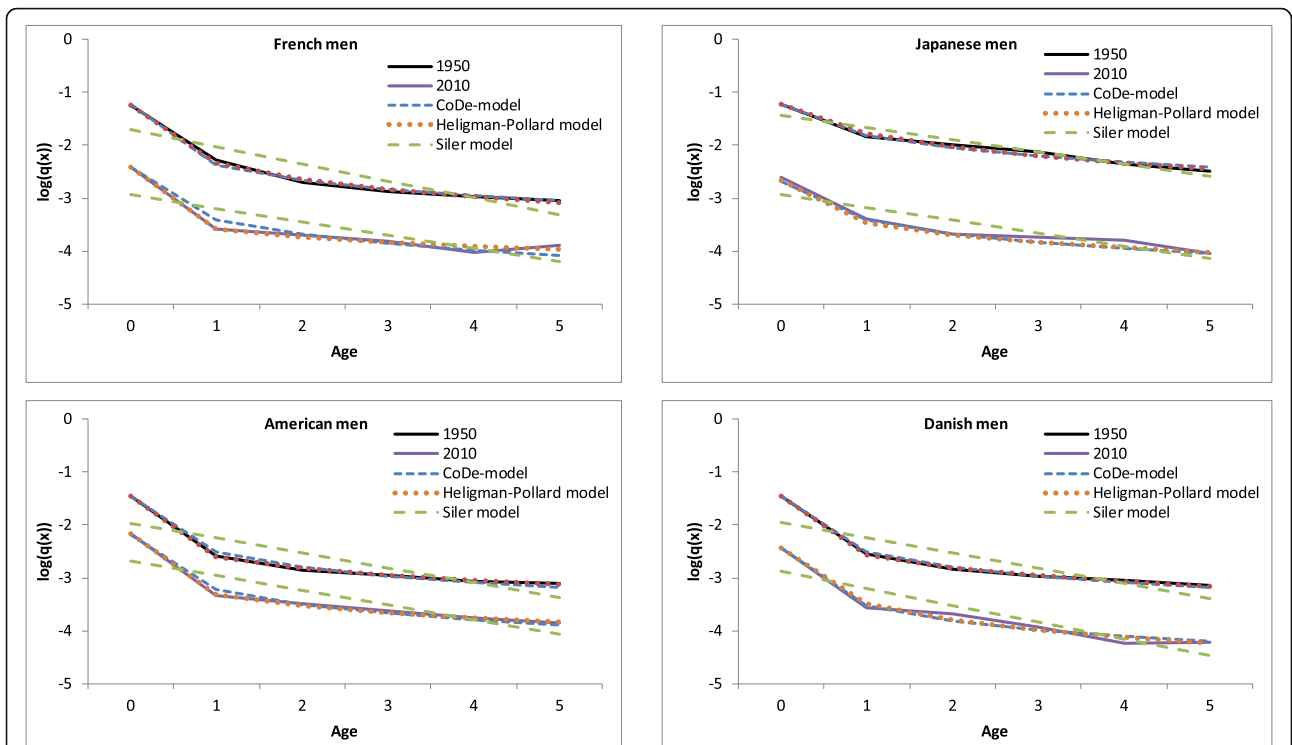 French men
1950
2010
CoDe-model
Heligman-Pollard model
Siler model
log(q(x))
0
-1
-2
-3
-4
-5
0 1 2 3 4 5
Age
Japanese men
1950
2010
CoDe-model
Heligman-Pollard model
Siler model
log(q(x))
0
-1
-2
-3
-4
-5
0 1 2 3 4 5
Age
American men
1950
2010
CoDe-model
Heligman-Pollard model
Siler model
log(q(x))
0
-1
-2
-3
-4
-5
0 1 2 3 4 5
Age
Danish men
1950
2010
CoDe-model
Heligman-Pollard model
Siler model
log(q(x))
0
-1
-2
-3
-4
-5
0 1 2 3 4 5
Age